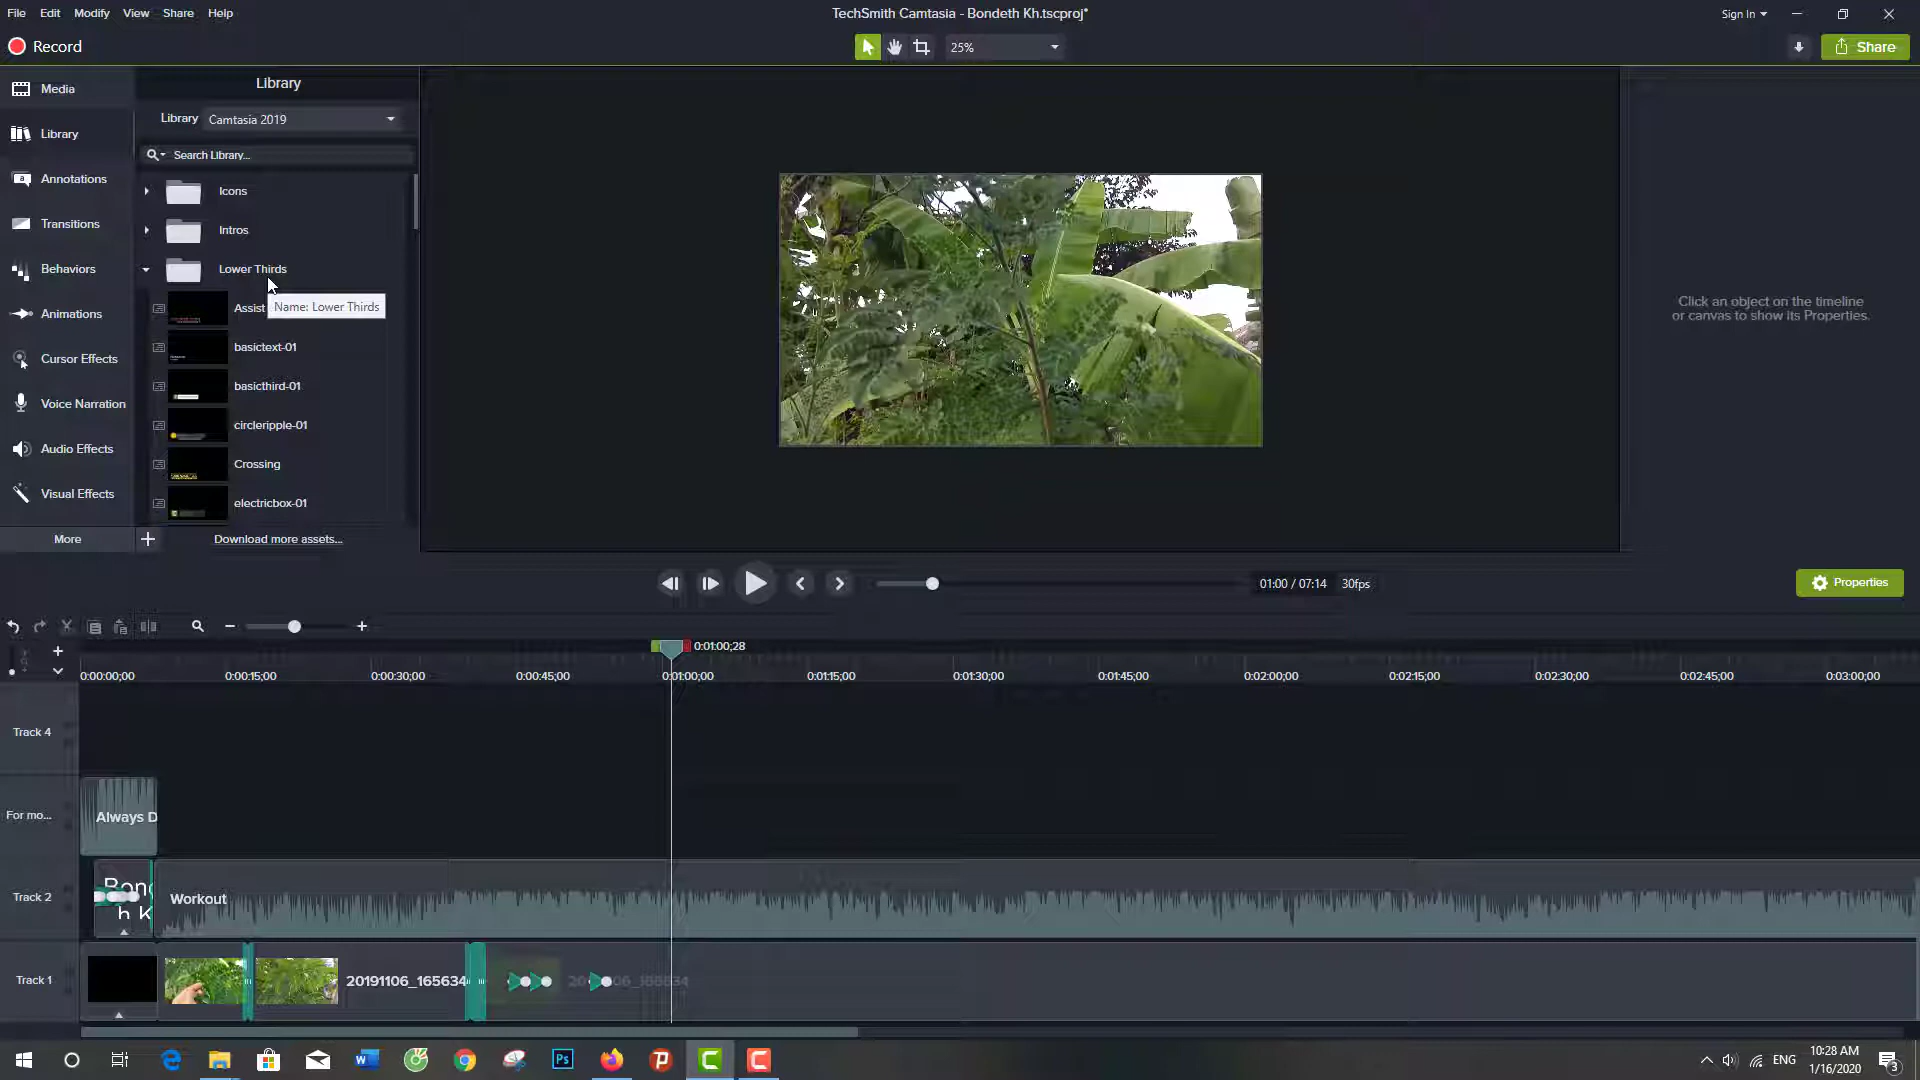 File Edit Modify View Share Help
TechSmith Camtasia - Bondeth Kh.tscproj*
Sign In
Record
25%
Share
Media
Library
Annotations
Transitions
Behaviors
Animations
Cursor Effects
Voice Narration
Audio Effects
Visual Effects
More
Library
Library Camtasia 2019
Search Library...
Icons
Intros
Lower Thirds
Assist
Name: Lower Thirds
basictext-01
basicthird-01
circleripple-01
Crossing
electricbox-01
Download more assets...
Click an object on the timeline
or canvas to show its Properties.
01:00 / 07:14 30fps
Properties
0:01:00;28
0:00:00;00 0:00:15;00 0:00:30;00 0:00:45;00 0:01:00;00 0:01:15;00 0:01:30;00 0:01:45;00 0:02:00;00 0:02:15;00 0:02:30;00 0:02:45;00 0:03:00;00
Track 4
For mo...
Always D
Track 2
Bond
h K
Workout
Track 1
20191106_165634
ENG
10:28 AM
1/16/2020
3